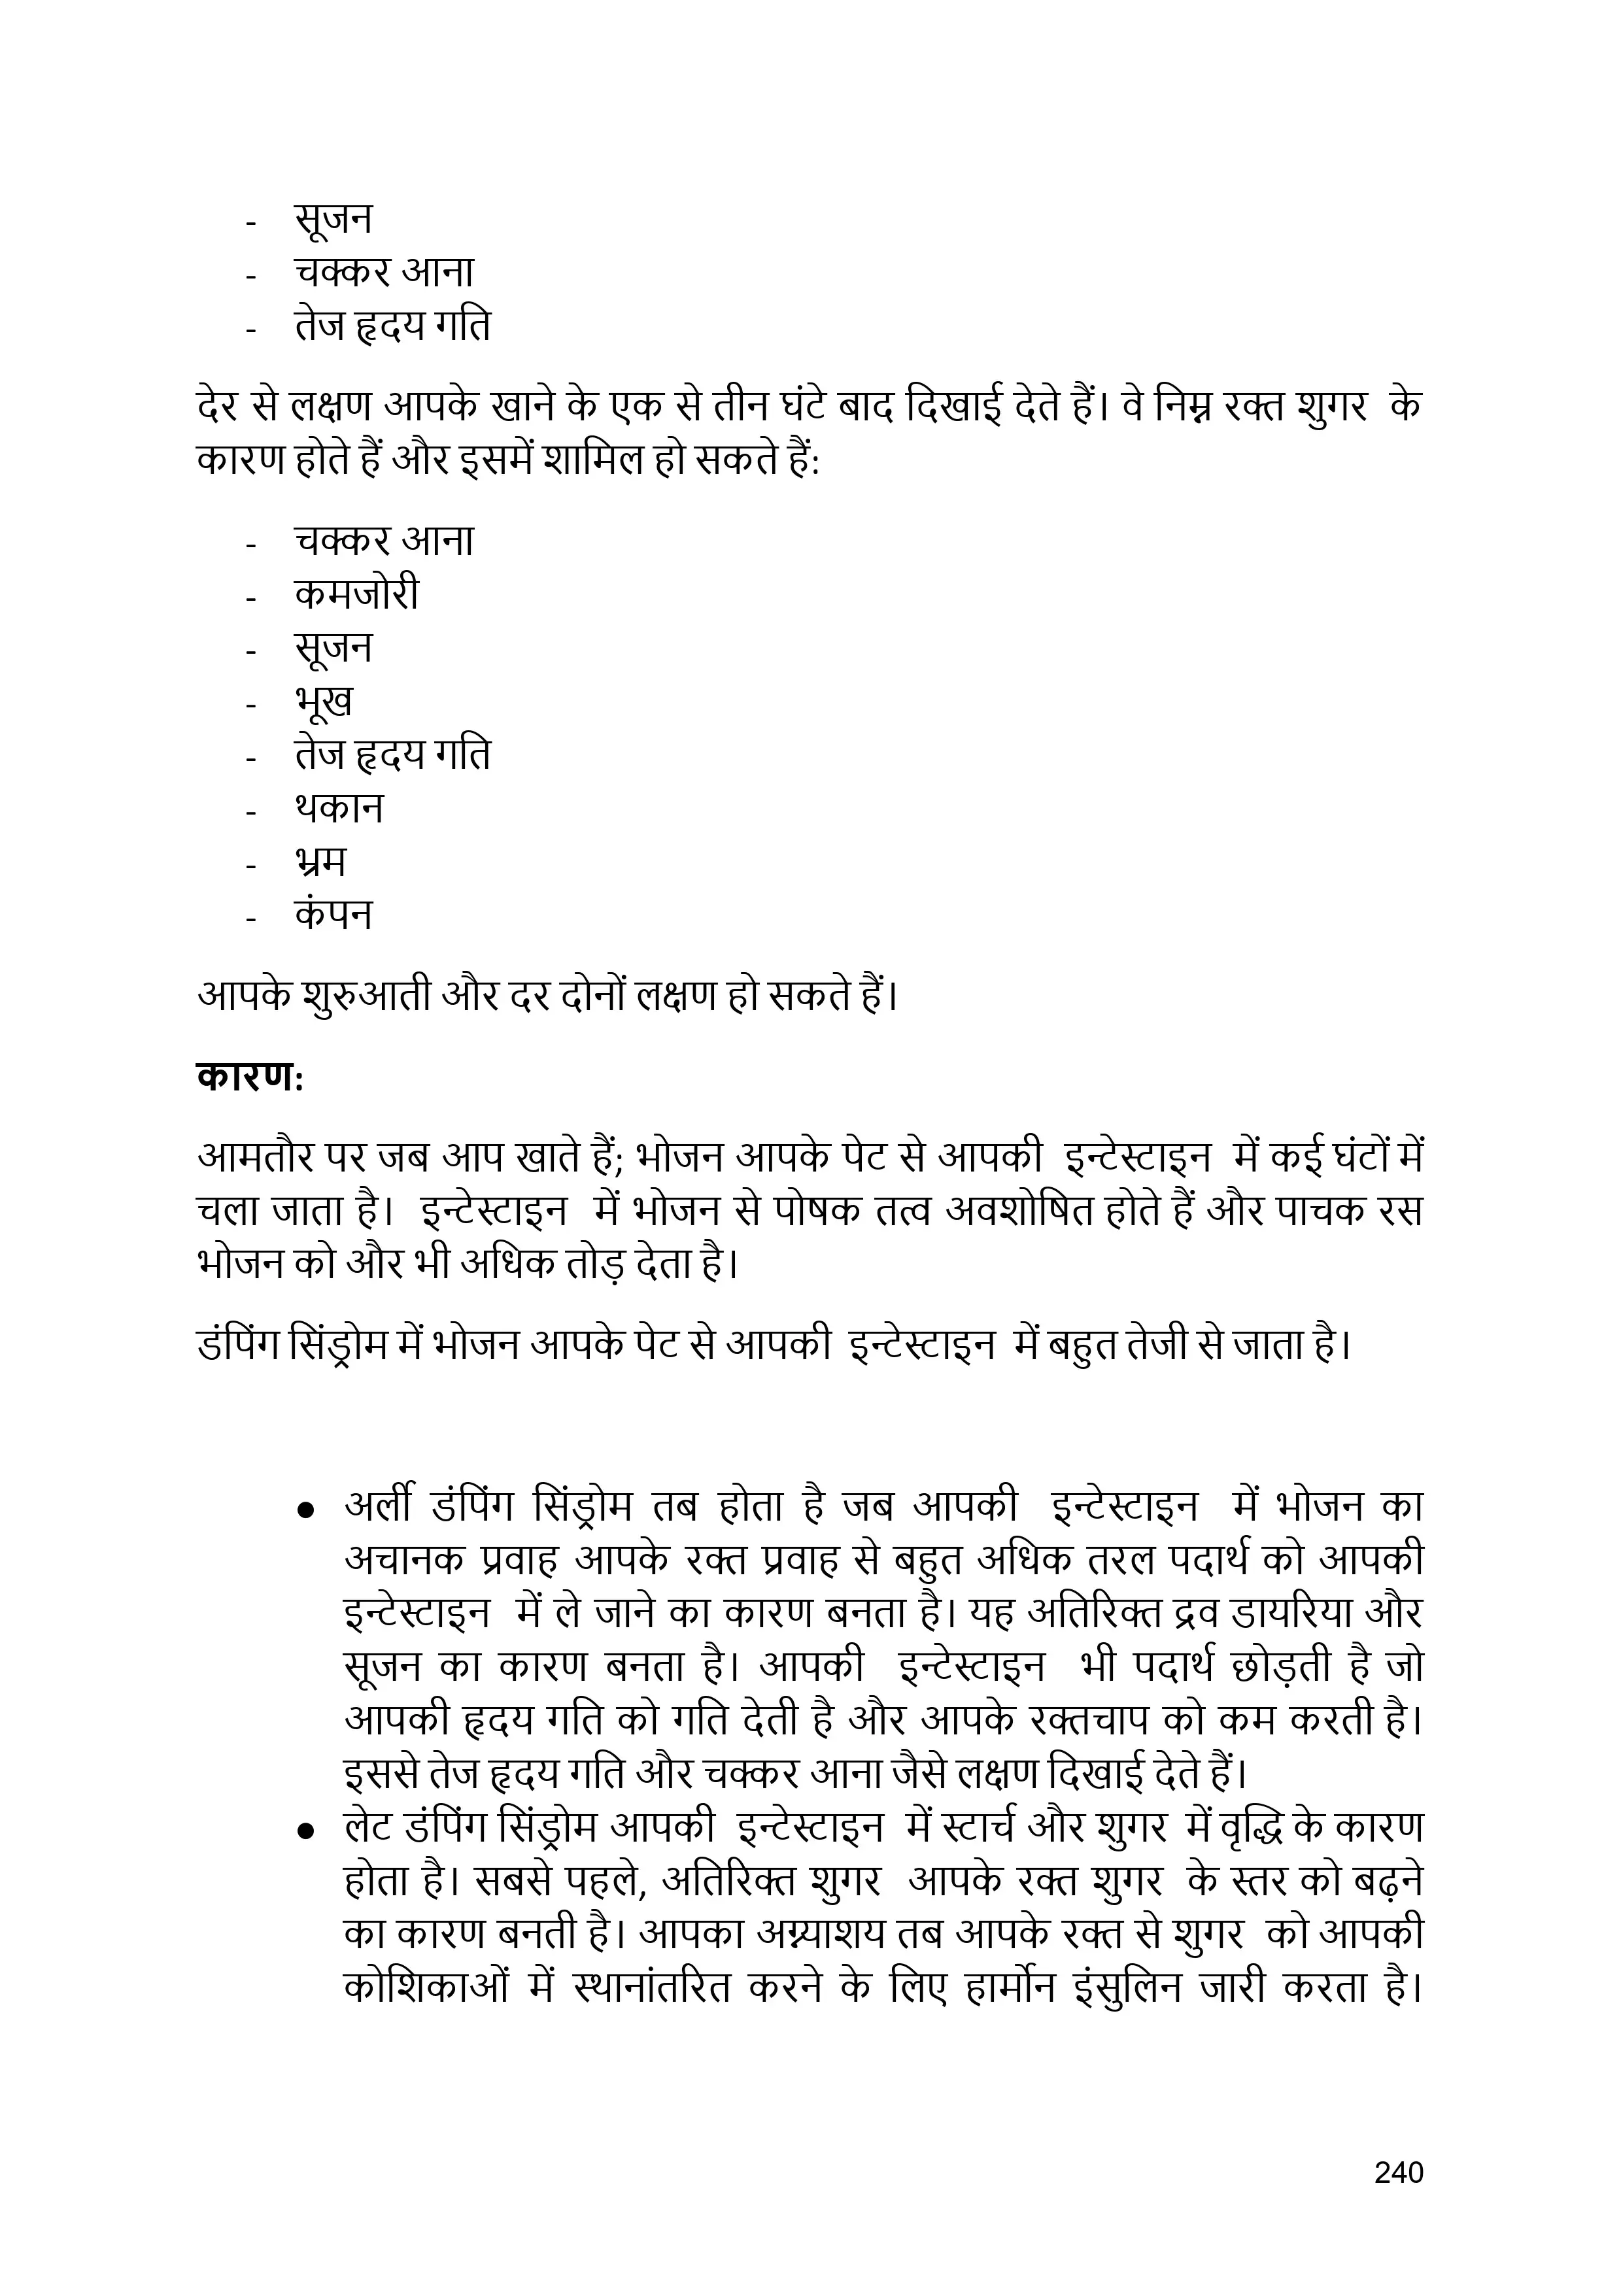 - सूजन
- चक्कर आना
- तेज हृदय गति
देर से लक्षण आपके खाने के एक से तीन घंटे बाद दिखाई देते हैं। वे निम्न रक्त शुगर के
कारण होते हैं और इसमें शामिल हो सकते हैं:
- चक्कर आना
- कमजोरी
- सूजन
- भूख
- तेज हृदय गति
- थकान
- भ्रम
- कंपन
आपके शुरुआती और दर दोनों लक्षण हो सकते हैं।
कारण:
आमतौर पर जब आप खाते हैं; भोजन आपके पेट से आपकी इन्टेस्टाइन में कई घंटों में
चला जाता है। इन्टेस्टाइन में भोजन से पोषक तत्व अवशोषित होते हैं और पाचक रस
भोजन को और भी अधिक तोड़ देता है।
डंपिंग सिंड्रोम में भोजन आपके पेट से आपकी इन्टेस्टाइन में बहुत तेजी से जाता है।
● अर्ली डंपिंग सिंड्रोम तब होता है जब आपकी इन्टेस्टाइन में भोजन का
अचानक प्रवाह आपके रक्त प्रवाह से बहुत अधिक तरल पदार्थ को आपकी
इन्टेस्टाइन में ले जाने का कारण बनता है। यह अतिरिक्त द्रव डायरिया और
सूजन का कारण बनता है। आपकी इन्टेस्टाइन भी पदार्थ छोड़ती है जो
आपकी हृदय गति को गति देती है और आपके रक्तचाप को कम करती है।
इससे तेज हृदय गति और चक्कर आना जैसे लक्षण दिखाई देते हैं।
● लेट डंपिंग सिंड्रोम आपकी इन्टेस्टाइन में स्टार्च और शुगर में वृद्धि के कारण
होता है। सबसे पहले, अतिरिक्त शुगर आपके रक्त शुगर के स्तर को बढ़ने
का कारण बनती है। आपका अग्न्याशय तब आपके रक्त से शुगर को आपकी
कोशिकाओं में स्थानांतरित करने के लिए हार्मोन इंसुलिन जारी करता है।
240